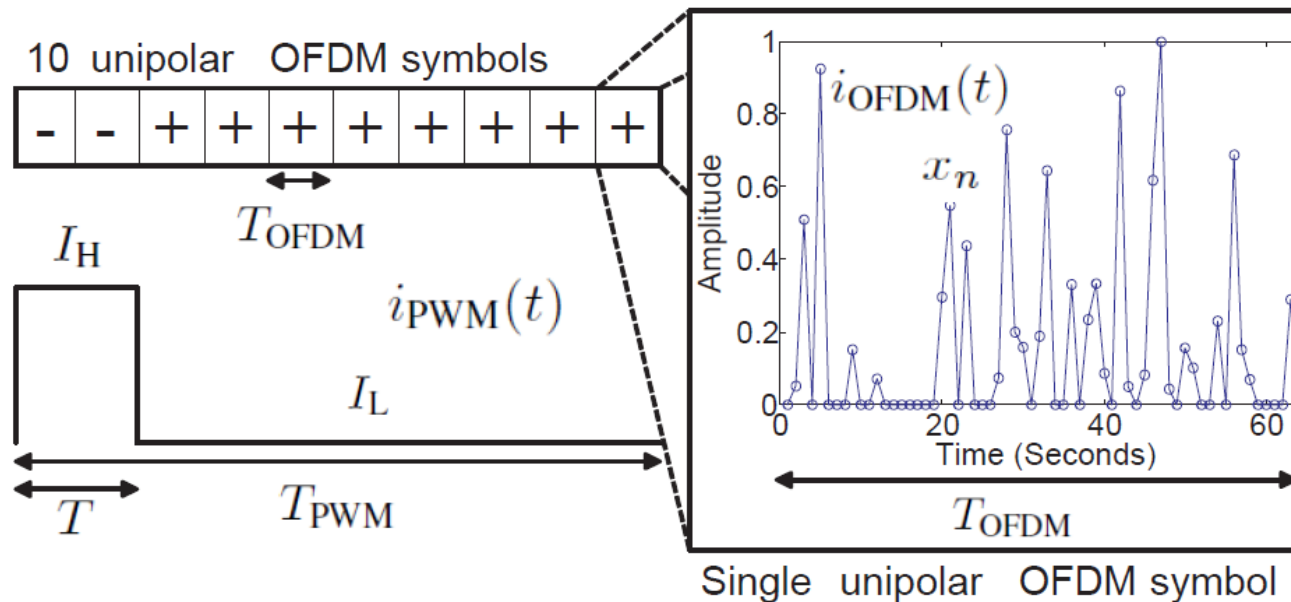 10 unipolar OFDM symbols
- - + + + + + + + +
T_OFDM
I_H
i_PWM(t)
I_L
T
T_PWM
1
0.8
0.6
0.4
0.2
0
Amplitude
i_OFDM(t)
x_n
0 20 40 60
Time (Seconds)
T_OFDM
Single unipolar OFDM symbol